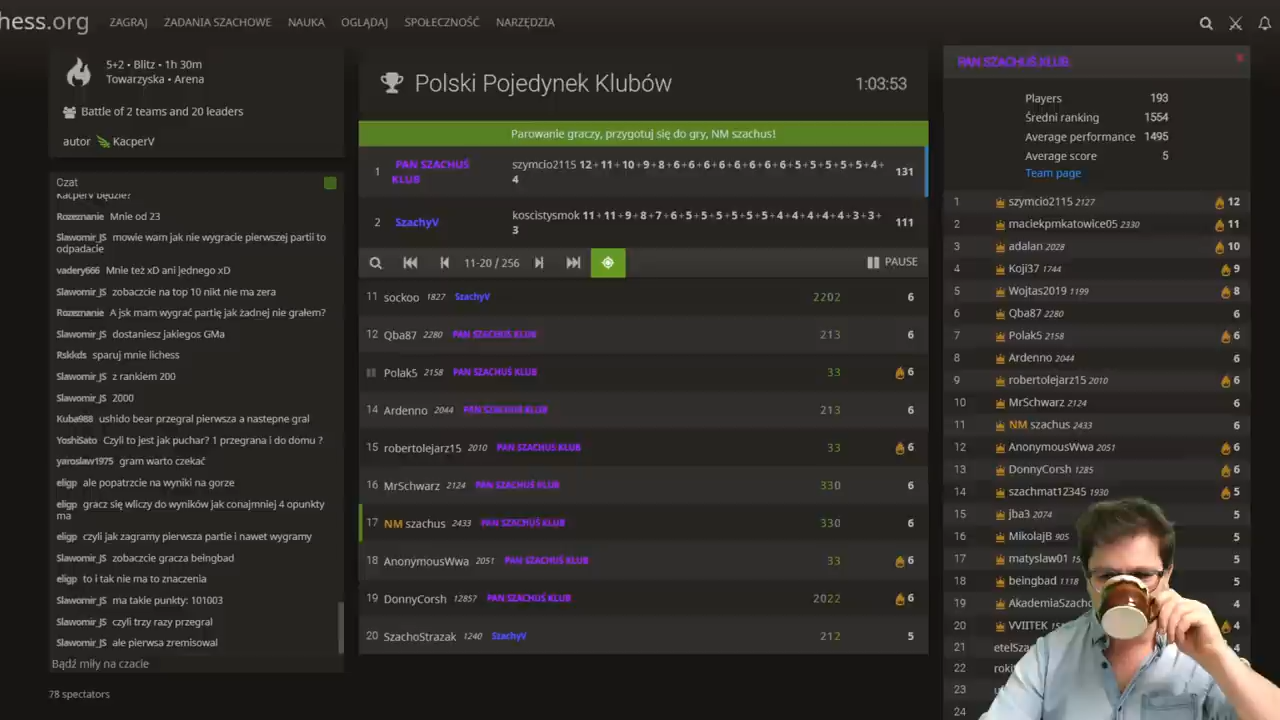 hess.org
ZAGRAJ ZADANIA SZACHOWE NAUKA OGLĄDAJ SPOŁECZNOŚĆ NARZĘDZIA
5+2 • Blitz • 1h 30m
Towarzyska • Arena
Battle of 2 teams and 20 leaders
autor KacperV
Czat
KacperV będzie?
Rozeznanie Mnie od 23
Slawomir_JS mowie wam jak nie wygracie pierwszej partii to
odpadacie
vadery666 Mnie też xD ani jednego xD
Slawomir_JS zobaczcie na top 10 nikt nie ma zera
Rozeznanie A jsk mam wygrać partię jak żadnej nie grałem?
Slawomir_JS dostaniesz jakiegos GMa
Rskkds sparuj mnie lichess
Slawomir_JS z rankiem 200
Slawomir_JS 2000
Kuba988 ushido bear przegral pierwsza a nastepne gral
YoshiSato Czyli to jest jak puchar? 1 przegrana i do domu ?
yaroslaw1975 gram warto czekać
eligp ale popatrzcie na wyniki na gorze
eligp gracz się wliczy do wyników jak conajmniej 4 opunkty
ma
eligp czyli jak zagramy pierwsza partie i nawet wygramy
Slawomir_JS zobaczcie gracza beingbad
eligp to i tak nie ma to znaczenia
Slawomir_JS ma takie punkty: 101003
Slawomir_JS czyli trzy razy przegral
Slawomir_JS ale pierwsa zremisowal
Bądź miły na czacie
78 spectators
Polski Pojedynek Klubów 1:03:53
Parowanie graczy, przygotuj się do gry, NM szachus!
1 PAN SZACHUŚ KLUB szymcio2115 12+11+10+9+8+6+6+6+6+6+6+6+6+5+5+5+5+5+4+4 131
2 SzachyV koscistysmok 11+11+9+8+7+6+5+5+5+5+5+5+4+4+4+4+4+3+3+3 111
11-20 / 256 PAUSE
11 sockoo 1827 SzachyV 2202 6
12 Qba87 2280 PAN SZACHUŚ KLUB 213 6
Polak5 2158 PAN SZACHUŚ KLUB 33 6
14 Ardenno 2044 PAN SZACHUŚ KLUB 213 6
15 robertolejarz15 2010 PAN SZACHUŚ KLUB 33 6
16 MrSchwarz 2124 PAN SZACHUŚ KLUB 330 6
17 NM szachus 2433 PAN SZACHUŚ KLUB 330 6
18 AnonymousWwa 2051 PAN SZACHUŚ KLUB 33 6
19 DonnyCorsh 1285? PAN SZACHUŚ KLUB 2022 6
20 SzachoStrazak 1240 SzachyV 212 5
PAN SZACHUŚ KLUB
Players 193
Średni ranking 1554
Average performance 1495
Average score 5
Team page
1 szymcio2115 2127 12
2 maciekpmkatowice05 2330 11
3 adalan 2028 10
4 Koji37 1744 9
5 Wojtas2019 1199 8
6 Qba87 2280 6
7 Polak5 2158 6
8 Ardenno 2044 6
9 robertolejarz15 2010 6
10 MrSchwarz 2124 6
11 NM szachus 2433 6
12 AnonymousWwa 2051 6
13 DonnyCorsh 1285 6
14 szachmat12345 1930 5
15 jba3 2074 5
16 MikolajB 905 5
17 matyslaw01 5
18 beingbad 1118 5
19 4
20 VVIITEK 4
21 4
22
23
24